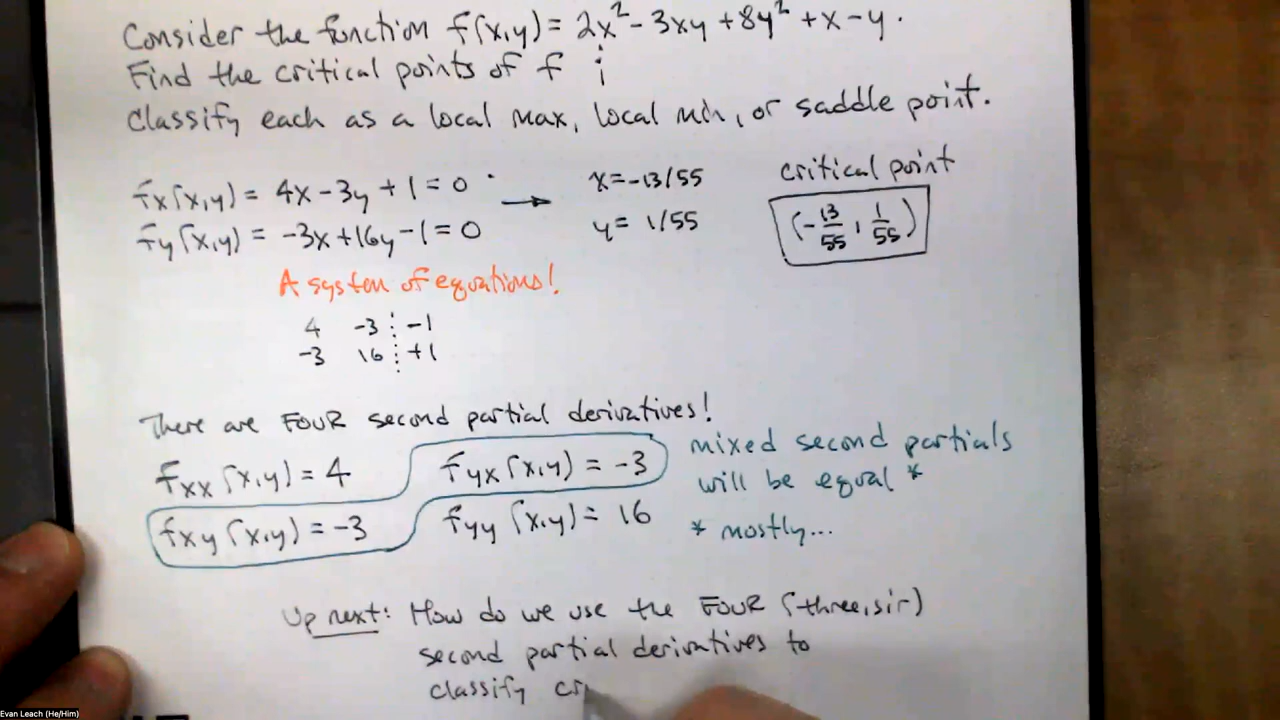 Consider the function f(x,y) = 2x² - 3xy + 8y² + x - y.
Find the critical points of f ;
Classify each as a local max, local min, or saddle point.
critical point
fx(x,y) = 4x - 3y + 1 = 0 → x = -13/55
(-13/55, 1/55)
fy(x,y) = -3x + 16y - 1 = 0 y = 1/55
A system of equations!
4 -3 ⋮ -1
-3 16 ⋮ +1
There are FOUR second partial derivatives!
fxx(x,y) = 4 fyx(x,y) = -3
fxy(x,y) = -3 fyy(x,y) = 16
mixed second partials
will be equal *
* mostly...
Up next: How do we use the FOUR (three, sir)
second partial derivatives to
classify cr
Evan Leach (He/Him)